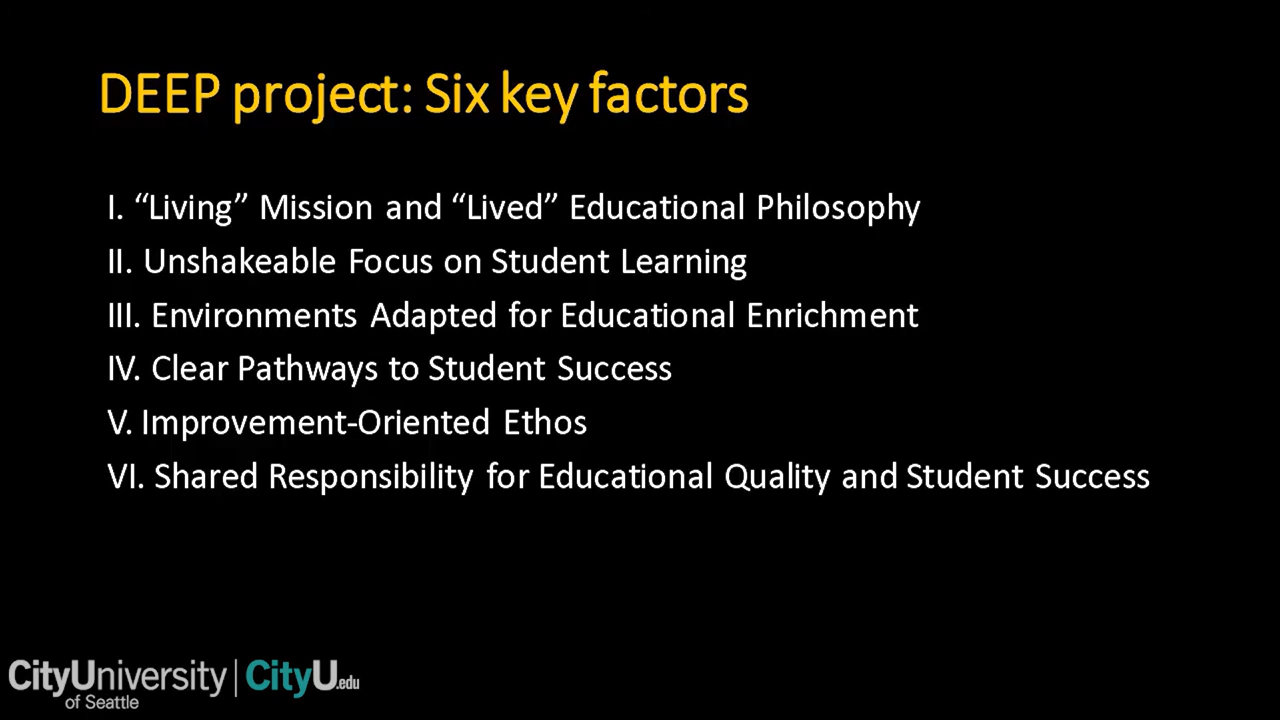 DEEP project: Six key factors
I. “Living” Mission and “Lived” Educational Philosophy
II. Unshakeable Focus on Student Learning
III. Environments Adapted for Educational Enrichment
IV. Clear Pathways to Student Success
V. Improvement-Oriented Ethos
VI. Shared Responsibility for Educational Quality and Student Success
CityUniversity | CityU.edu
of Seattle